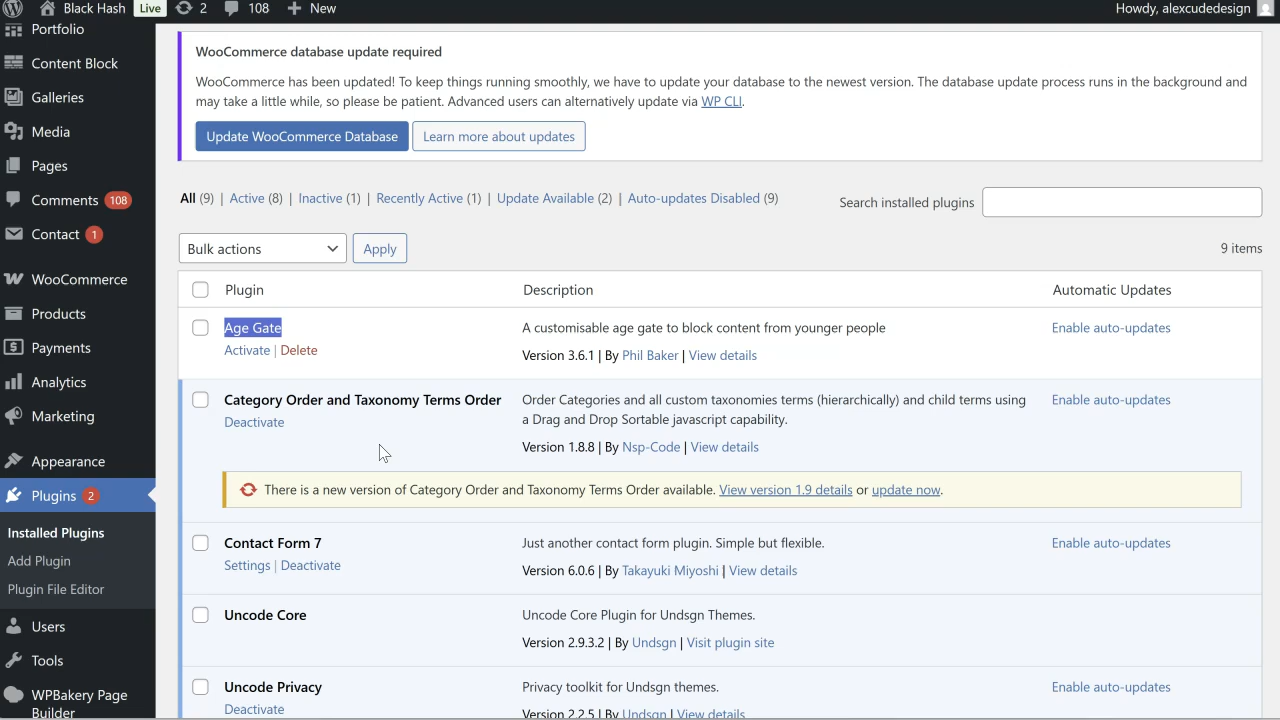 Black Hash Live 2 108 New Howdy, alexcudedesign
Portfolio
Content Block
Galleries
Media
Pages
Comments 108
Contact 1
WooCommerce
Products
Payments
Analytics
Marketing
Appearance
Plugins 2
Installed Plugins
Add Plugin
Plugin File Editor
Users
Tools
WPBakery Page
Builder
WooCommerce database update required
WooCommerce has been updated! To keep things running smoothly, we have to update your database to the newest version. The database update process runs in the background and
may take a little while, so please be patient. Advanced users can alternatively update via WP CLI.
Update WooCommerce Database Learn more about updates
All (9) | Active (8) | Inactive (1) | Recently Active (1) | Update Available (2) | Auto-updates Disabled (9)
Search installed plugins
Bulk actions Apply
9 items
Plugin Description Automatic Updates
Age Gate A customisable age gate to block content from younger people Enable auto-updates
Activate | Delete Version 3.6.1 | By Phil Baker | View details
Category Order and Taxonomy Terms Order Order Categories and all custom taxonomies terms (hierarchically) and child terms using Enable auto-updates
Deactivate a Drag and Drop Sortable javascript capability.
Version 1.8.8 | By Nsp-Code | View details
There is a new version of Category Order and Taxonomy Terms Order available. View version 1.9 details or update now.
Contact Form 7 Just another contact form plugin. Simple but flexible. Enable auto-updates
Settings | Deactivate Version 6.0.6 | By Takayuki Miyoshi | View details
Uncode Core Uncode Core Plugin for Undsgn Themes.
Version 2.9.3.2 | By Undsgn | Visit plugin site
Uncode Privacy Privacy toolkit for Undsgn themes. Enable auto-updates
Deactivate Version 2.2.5 | By Undsgn | View details